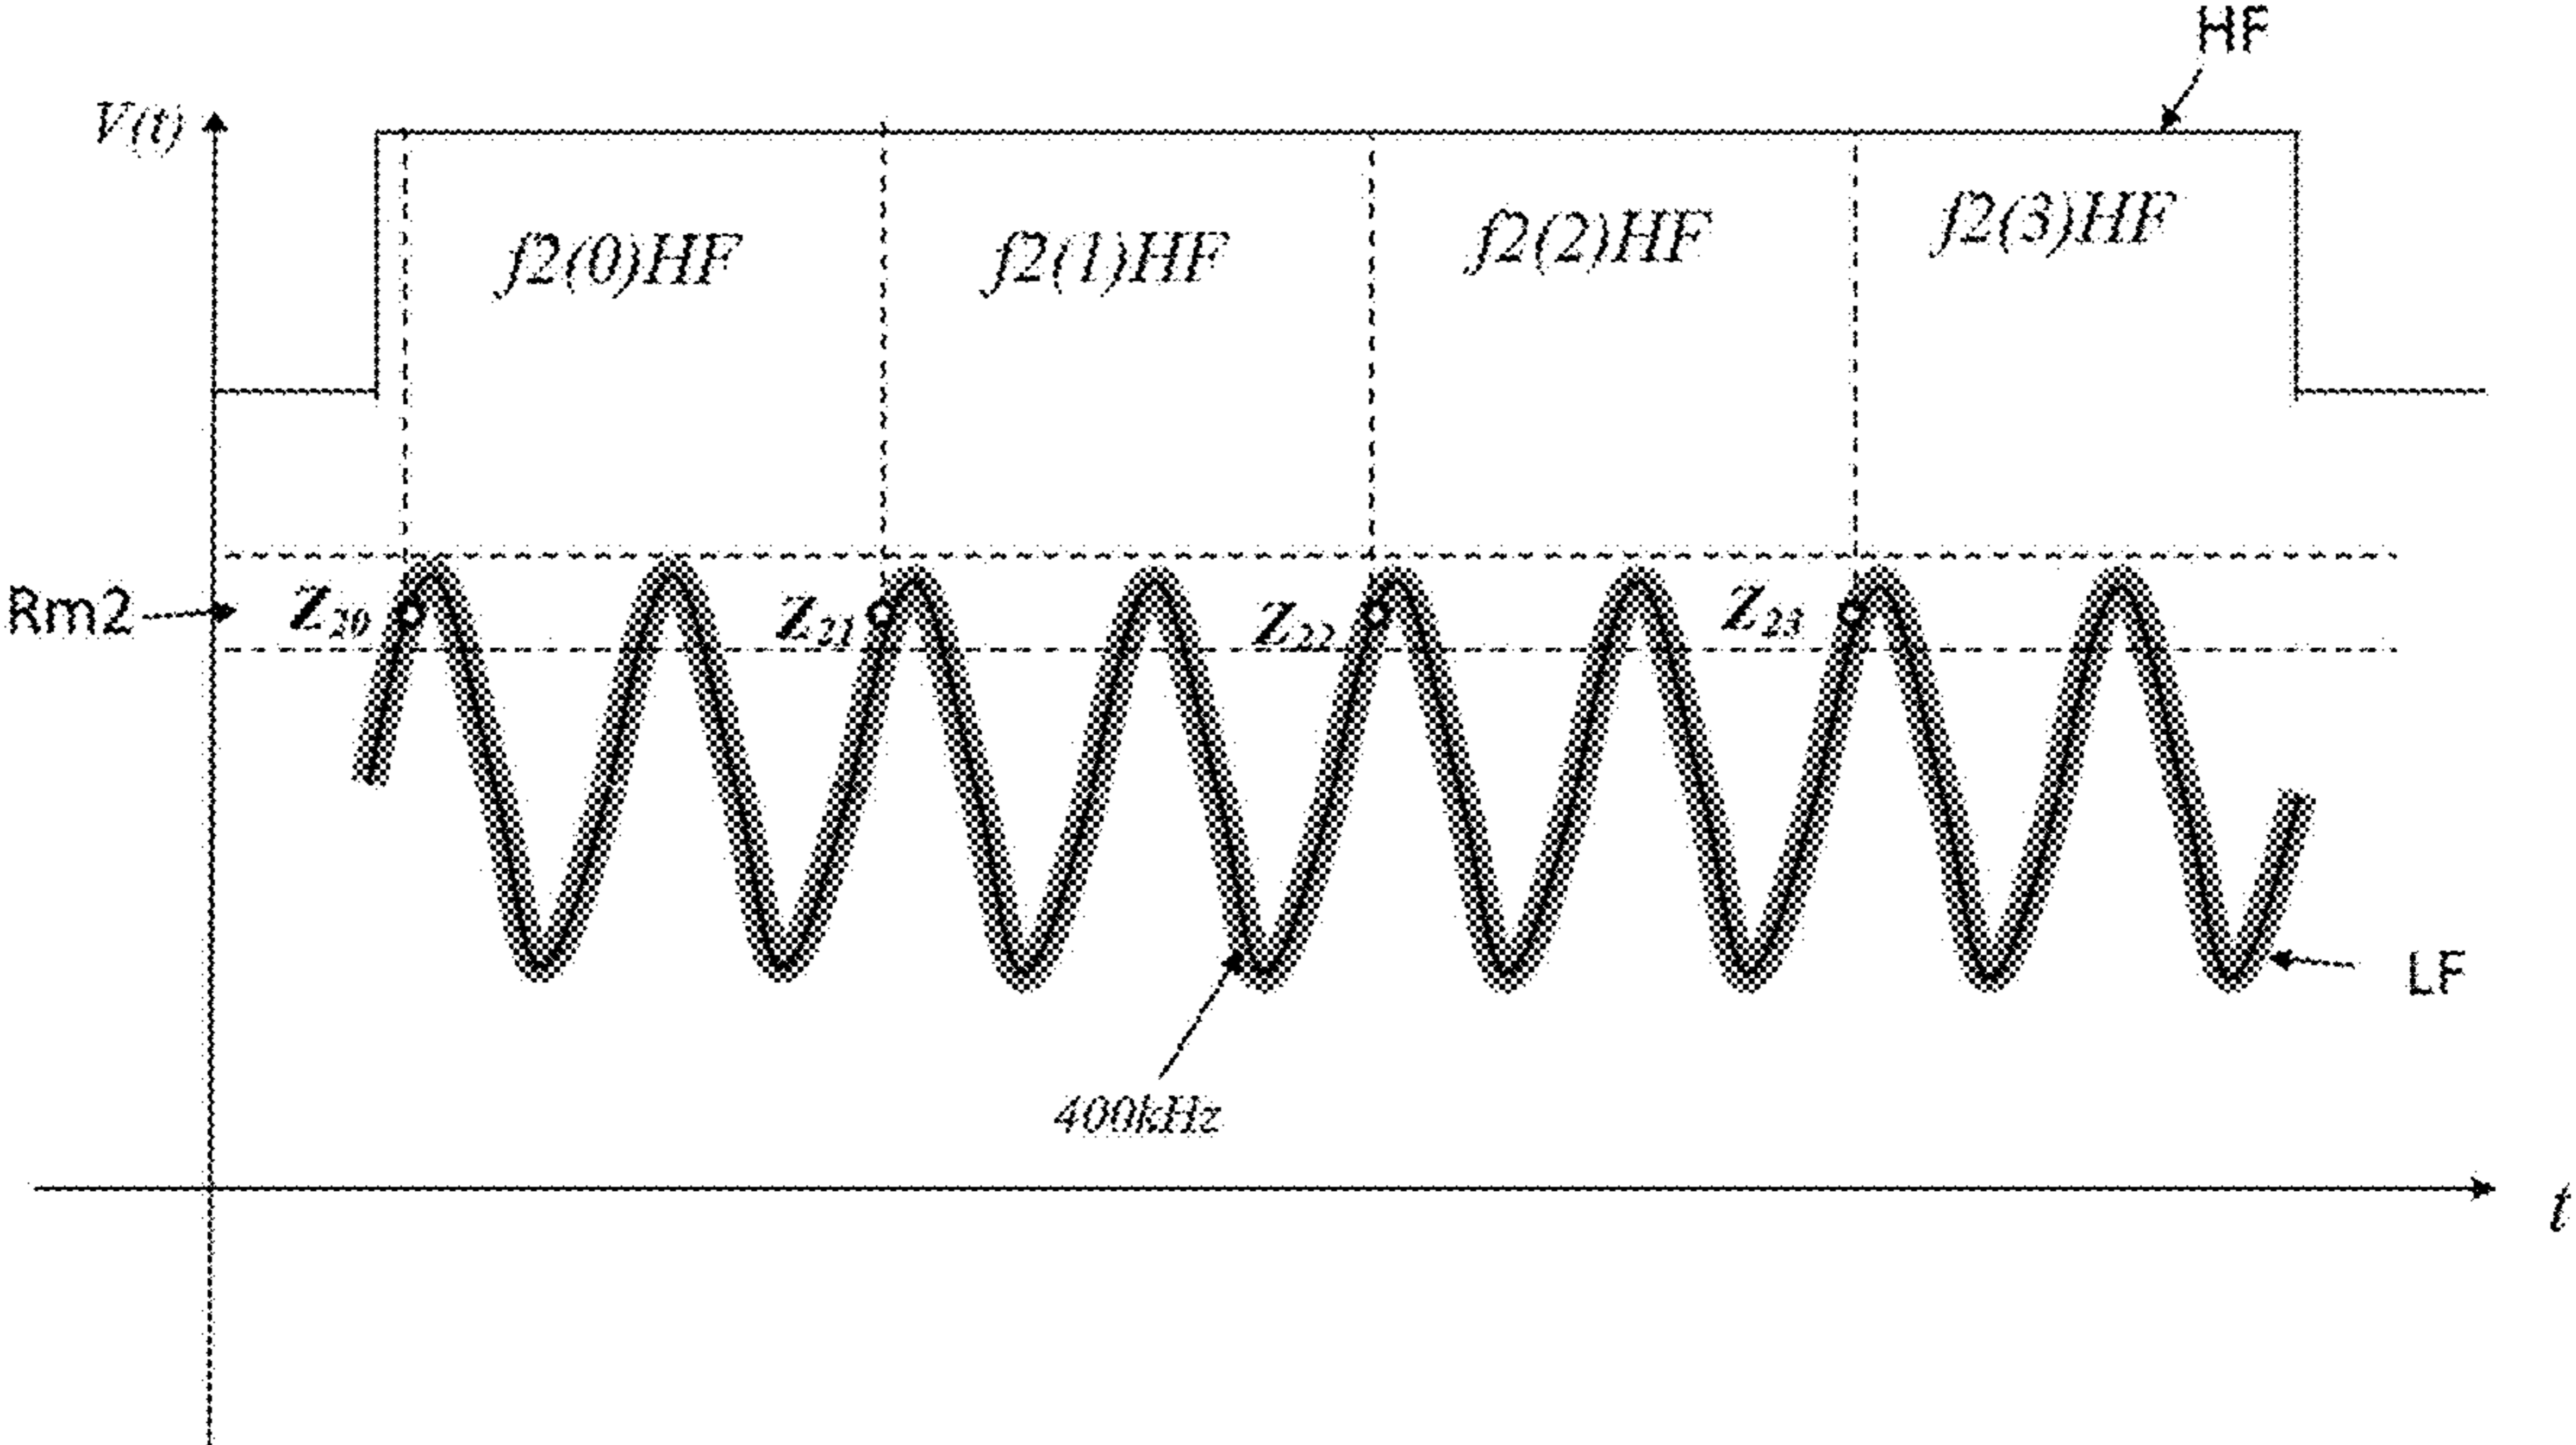 HF
V(t)
f2(0)HF
f2(1)HF
f2(2)HF
f2(3)HF
Rm2
Z20
Z21
Z22
Z23
LF
400kHz
t